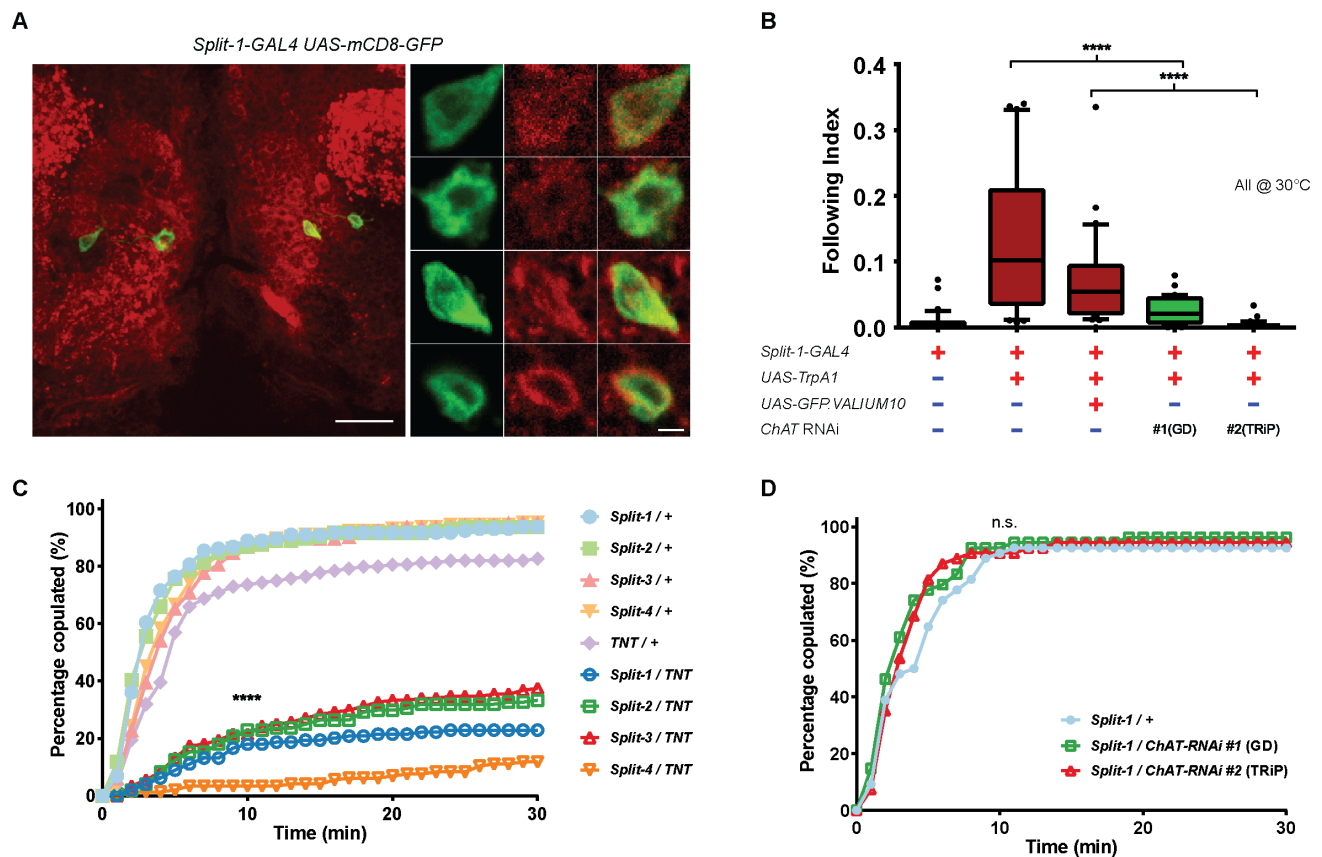 A
Split-1-GAL4 UAS-mCD8-GFP
B
****
****
0.4
0.3
0.2
0.1
0.0
Following Index
All @ 30°C
Split-1-GAL4 + + + + +
UAS-TrpA1 − + + + +
UAS-GFP.VALIUM10 − − + − −
ChAT RNAi − − − #1(GD) #2(TRiP)
C
100
80
60
40
20
0
Percentage copulated (%)
****
0 10 20 30
Time (min)
Split-1 / +
Split-2 / +
Split-3 / +
Split-4 / +
TNT / +
Split-1 / TNT
Split-2 / TNT
Split-3 / TNT
Split-4 / TNT
D
n.s.
100
80
60
40
20
0
Percentage copulated (%)
Split-1 / +
Split-1 / ChAT-RNAi #1 (GD)
Split-1 / ChAT-RNAi #2 (TRiP)
0 10 20 30
Time (min)